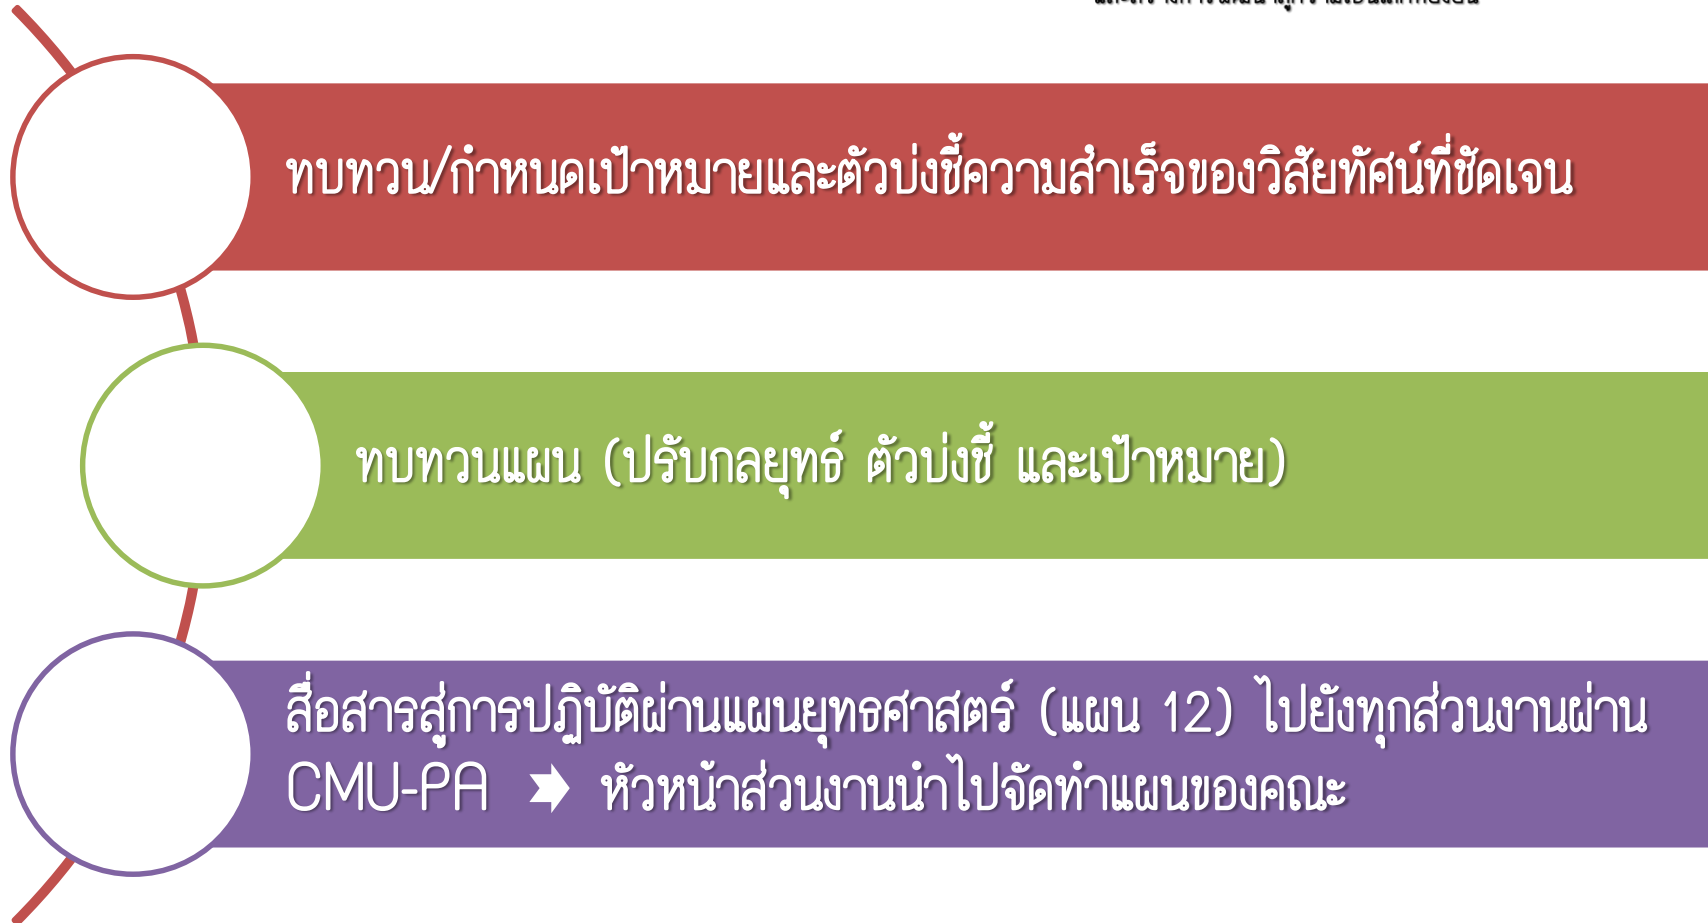 ทบทวน/กำหนดเป้าหมายและตัวบ่งชี้ความสำเร็จของวิสัยทัศน์ที่ชัดเจน
ทบทวนแผน (ปรับกลยุทธ์ ตัวบ่งชี้ และเป้าหมาย)
สื่อสารสู่การปฏิบัติผ่านแผนยุทธศาสตร์ (แผน 12) ไปยังทุกส่วนงานผ่าน
CMU-PA ➽ หัวหน้าส่วนงานนำไปจัดทำแผนของคณะ